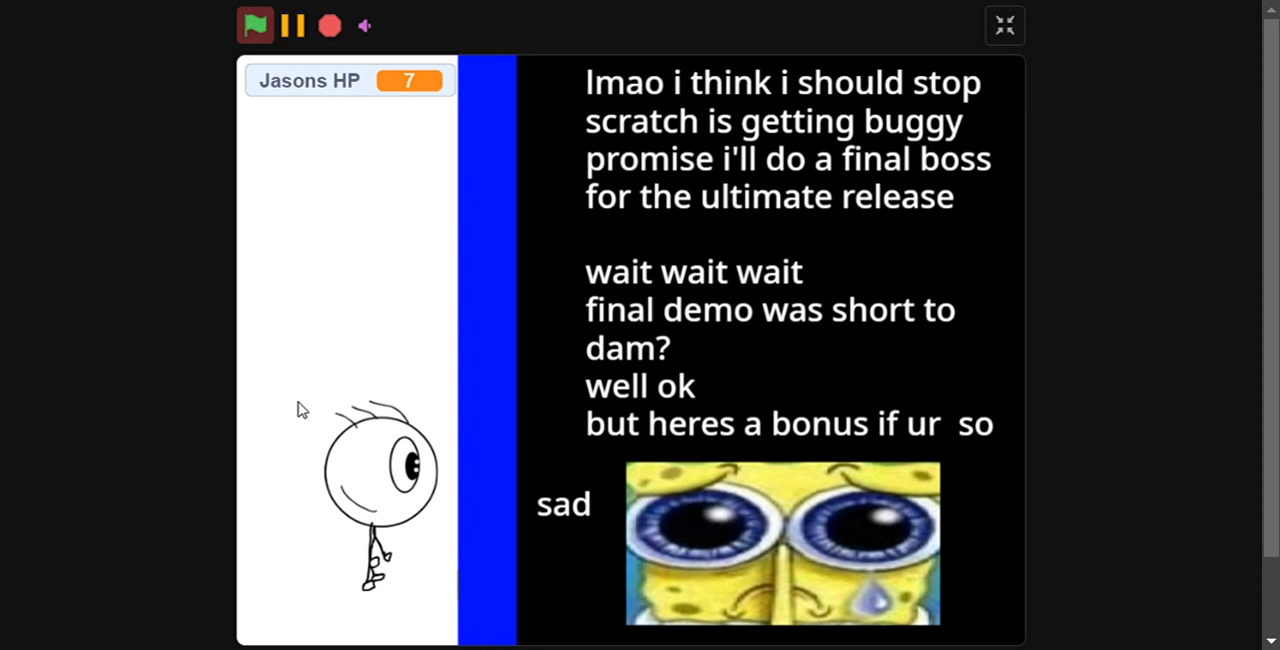 Jasons HP 7
lmao i think i should stop
scratch is getting buggy
promise i'll do a final boss
for the ultimate release
wait wait wait
final demo was short to
dam?
well ok
but heres a bonus if ur  so
sad